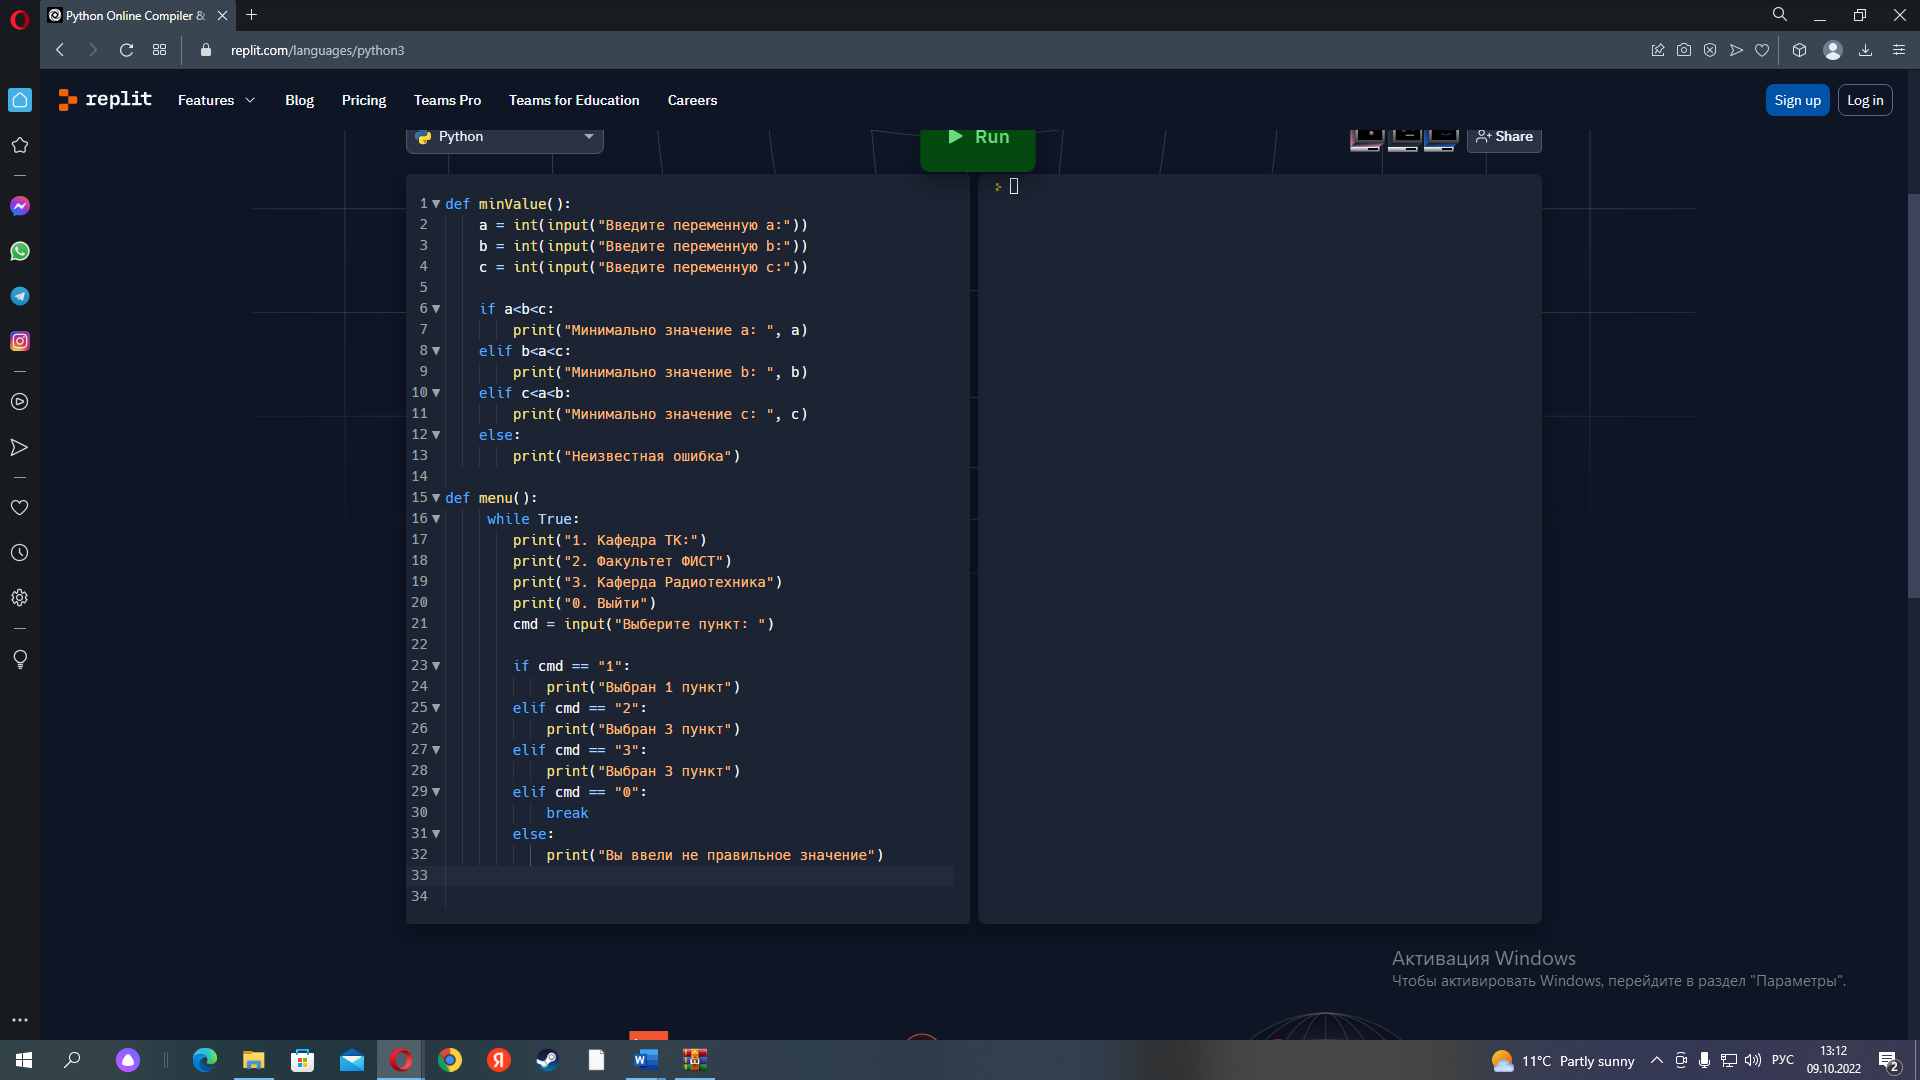 Python Online Compiler &
replit.com/languages/python3
replit
Features
Blog
Pricing
Teams Pro
Teams for Education
Careers
Sign up
Log in
Python
Run
Share
1 def minValue():
2 a = int(input("Введите переменную a:"))
3 b = int(input("Введите переменную b:"))
4 c = int(input("Введите переменную c:"))
5
6 if a<b<c:
7 print("Минимально значение a: ", a)
8 elif b<a<c:
9 print("Минимально значение b: ", b)
10 elif c<a<b:
11 print("Минимально значение c: ", c)
12 else:
13 print("Неизвестная ошибка")
14
15 def menu():
16 while True:
17 print("1. Кафедра ТК:")
18 print("2. Факультет ФИСТ")
19 print("3. Каферда Радиотехника")
20 print("0. Выйти")
21 cmd = input("Выберите пункт: ")
22
23 if cmd == "1":
24 print("Выбран 1 пункт")
25 elif cmd == "2":
26 print("Выбран 3 пункт")
27 elif cmd == "3":
28 print("Выбран 3 пункт")
29 elif cmd == "0":
30 break
31 else:
32 print("Вы ввели не правильное значение")
33
34
Активация Windows
Чтобы активировать Windows, перейдите в раздел "Параметры".
11°C Partly sunny
РУС
13:12
09.10.2022
2